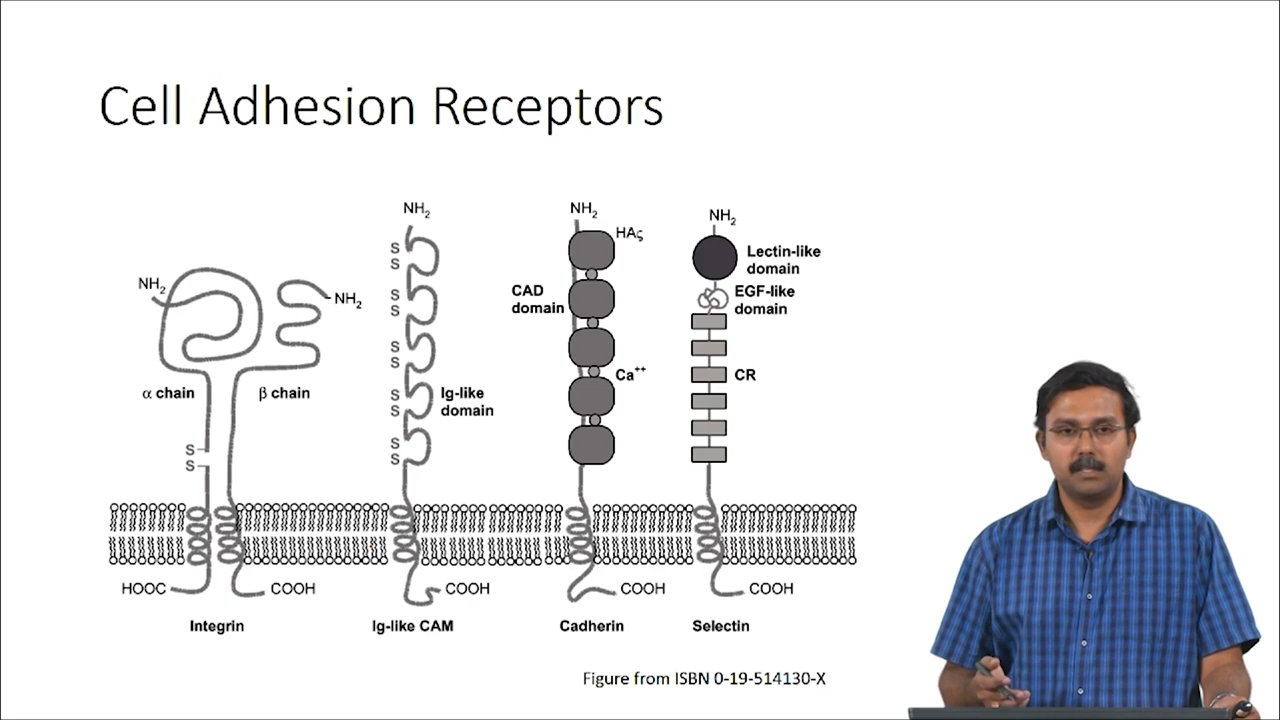 Cell Adhesion Receptors
NH2
NH2
α chain
β chain
S
S
HOOC
COOH
Integrin
NH2
S
S
S
S
S
S
S
S
S
S
Ig-like
domain
COOH
Ig-like CAM
NH2
HAς
CAD
domain
Ca++
COOH
Cadherin
NH2
Lectin-like
domain
EGF-like
domain
CR
COOH
Selectin
Figure from ISBN 0-19-514130-X